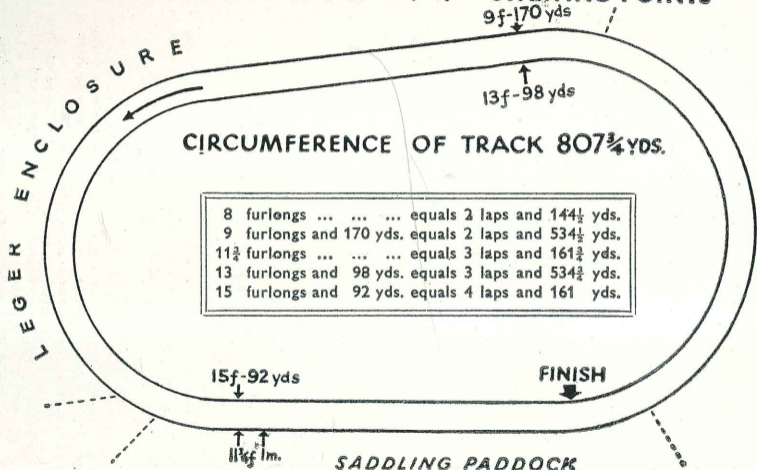 9f-170 yds
13f-98 yds
LEGER ENCLOSURE
CIRCUMFERENCE OF TRACK 807¾ YDS.
8 furlongs ... ... ... equals 2 laps and 144½ yds.
9 furlongs and 170 yds. equals 2 laps and 534½ yds.
11¾ furlongs ... ... equals 3 laps and 161¾ yds.
13 furlongs and 98 yds. equals 3 laps and 534¾ yds.
15 furlongs and 92 yds. equals 4 laps and 161 yds.
15f-92 yds
FINISH
11¾f 1m.
SADDLING PADDOCK